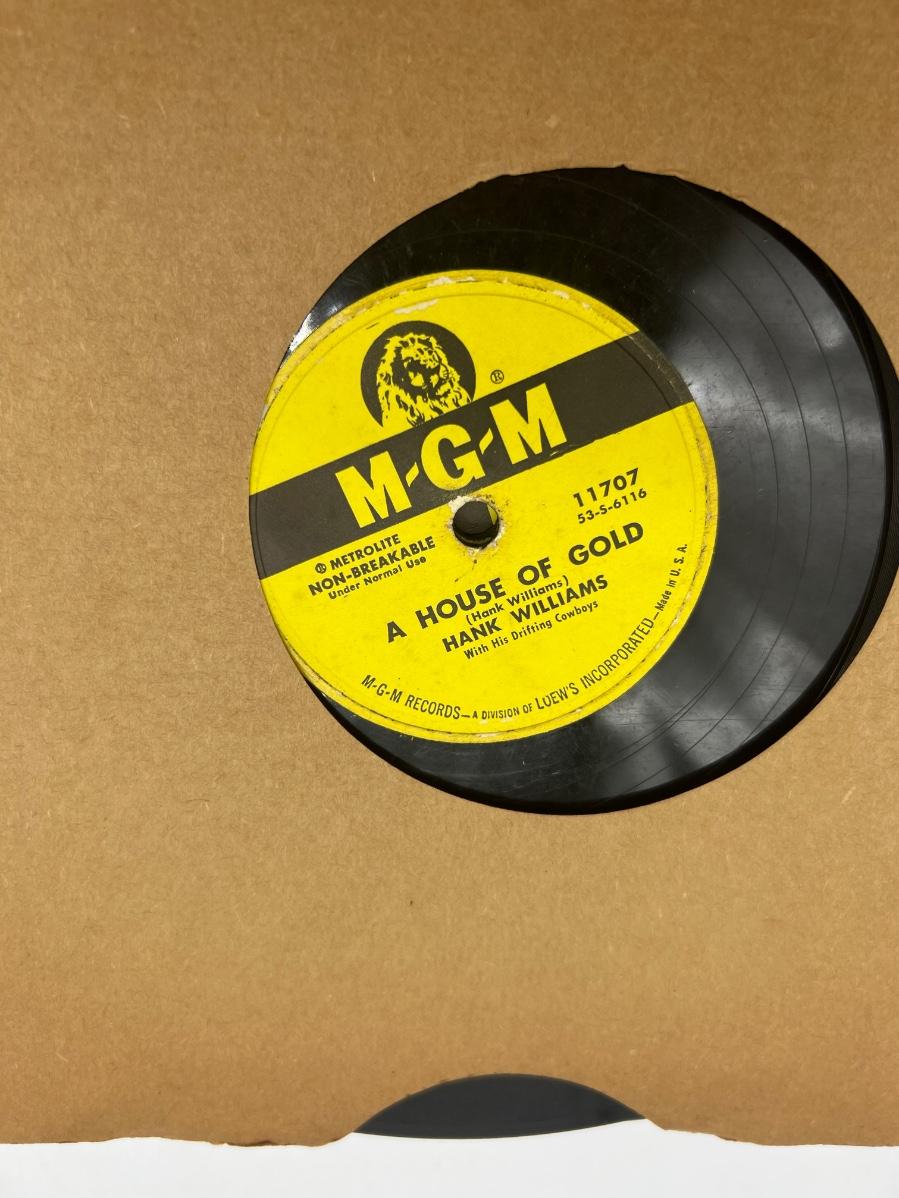 ®
M-G-M
11707
53-S-6116
® METROLITE
NON-BREAKABLE
Under Normal Use
A HOUSE OF GOLD
(Hank Williams)
HANK WILLIAMS
With His Drifting Cowboys
M-G-M RECORDS—A DIVISION OF LOEW'S INCORPORATED—Made in U. S. A.